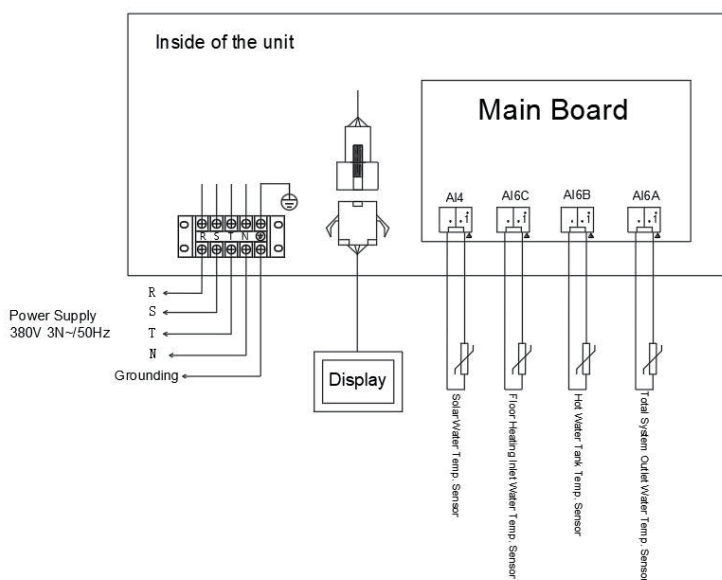 Inside of the unit
Main Board
AI4
AI6C
AI6B
AI6A
R S T N
R
S
T
N
Grounding
Power Supply
380V 3N~/50Hz
Display
Solar Water Temp. Sensor
Floor Heating Inlet Water Temp. Sensor
Hot Water Tank Temp. Sensor
Total System Outlet Water Temp. Sensor